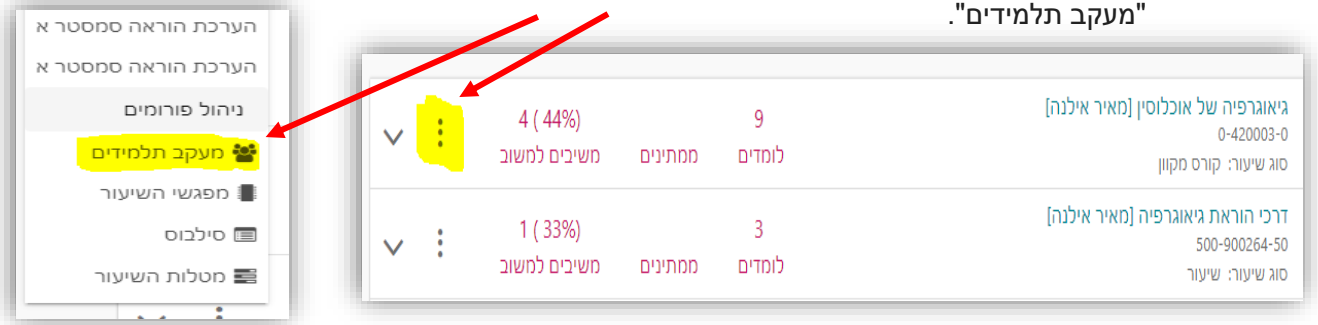 "מעקב תלמידים".
גיאוגרפיה של אוכלוסין [מאיר אילנה]
0-420003-0
סוג שיעור: קורס מקוון
9
לומדים
ממתינים
4 ( 44%)
משיבים למשוב
דרכי הוראת גיאוגרפיה [מאיר אילנה]
500-900264-50
סוג שיעור: שיעור
3
לומדים
ממתינים
1 ( 33%)
משיבים למשוב
הערכת הוראה סמסטר א
הערכת הוראה סמסטר א
ניהול פורומים
מעקב תלמידים
מפגשי השיעור
סילבוס
מטלות השיעור